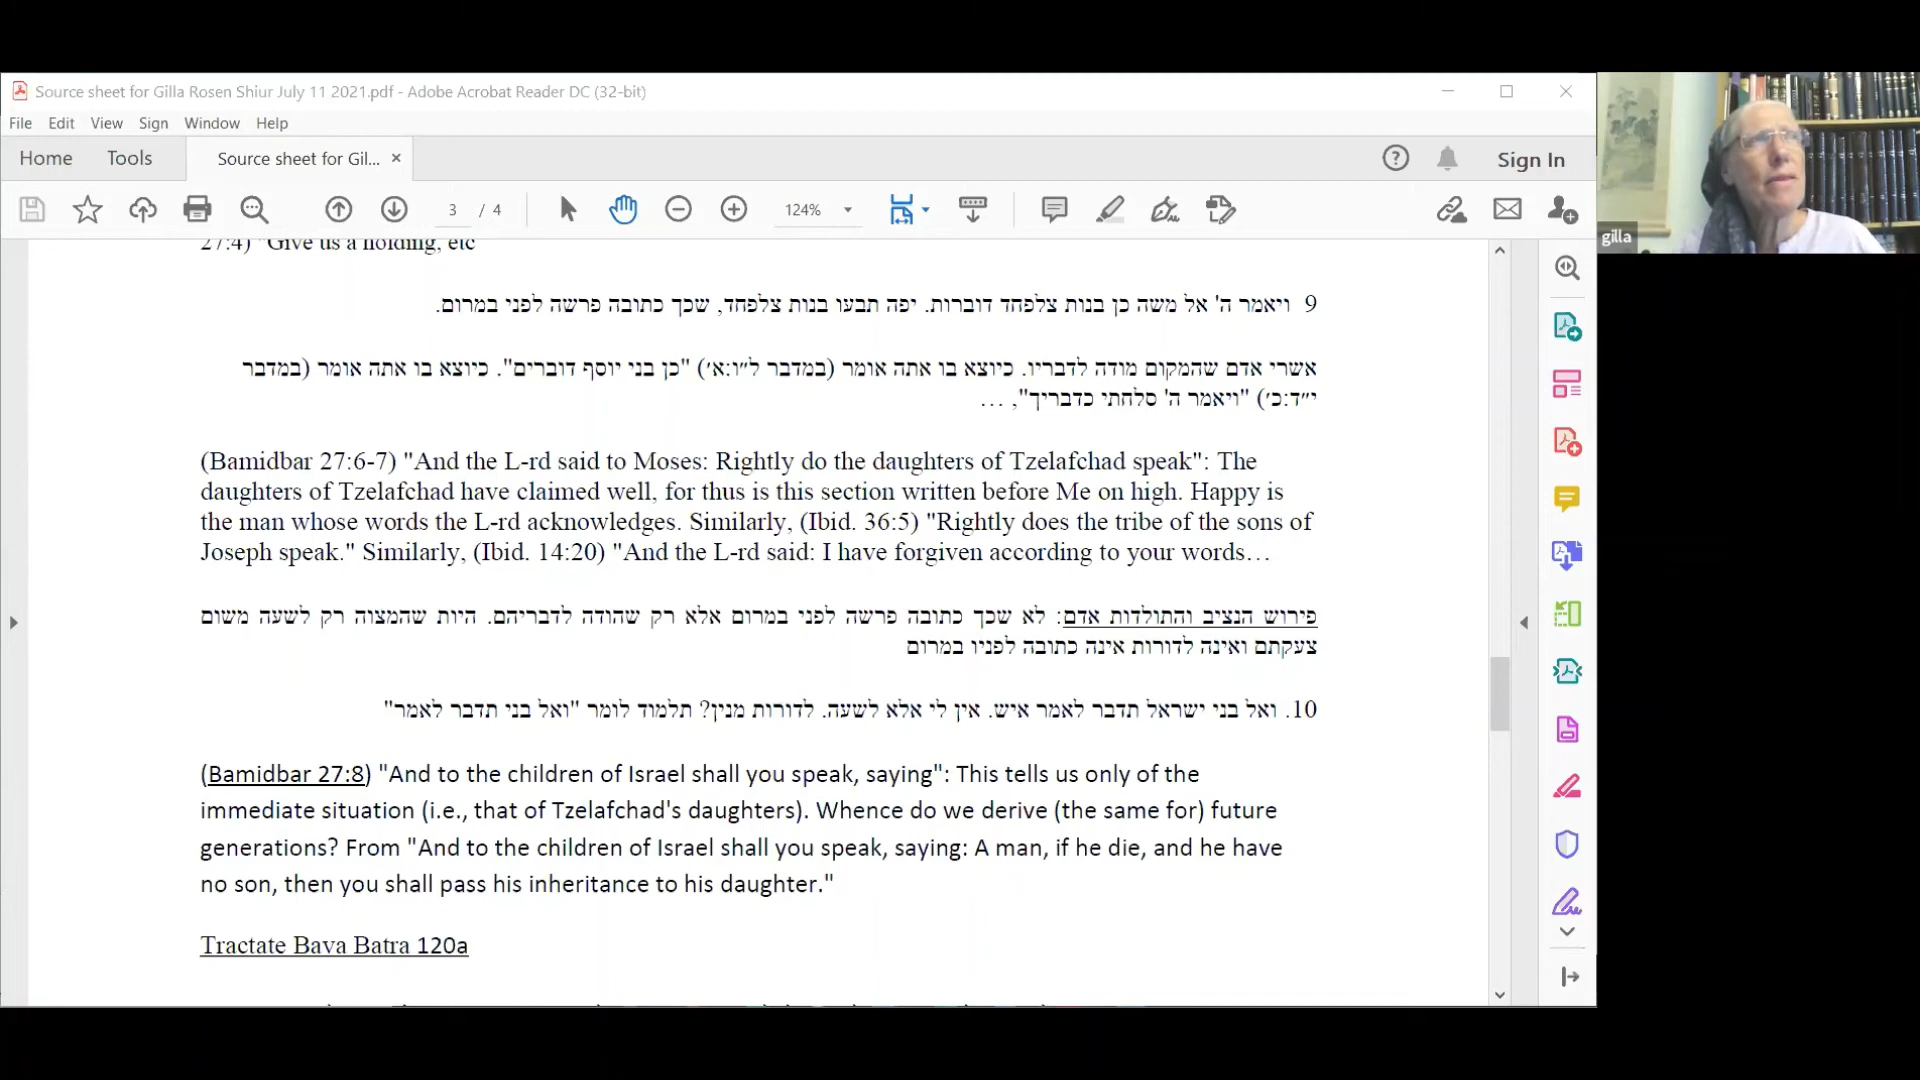 Source sheet for Gilla Rosen Shiur July 11 2021.pdf - Adobe Acrobat Reader DC (32-bit)
File Edit View Sign Window Help
Home Tools Source sheet for Gil... Sign In
3 / 4 124%
gilla
27:4) "Give us a holding, etc
9 ויאמר ה' אל משה כן בנות צלפחד דוברות. יפה תבעו בנות צלפחד, שכך כתובה פרשה לפני במרום.
אשרי אדם שהמקום מודה לדבריו. כיוצא בו אתה אומר (במדבר ל״ו:א׳) "כן בני יוסף דוברים". כיוצא בו אתה אומר (במדבר
י״ד:כ׳) "ויאמר ה' סלחתי כדבריך", ...
(Bamidbar 27:6-7) "And the L-rd said to Moses: Rightly do the daughters of Tzelafchad speak": The
daughters of Tzelafchad have claimed well, for thus is this section written before Me on high. Happy is
the man whose words the L-rd acknowledges. Similarly, (Ibid. 36:5) "Rightly does the tribe of the sons of
Joseph speak." Similarly, (Ibid. 14:20) "And the L-rd said: I have forgiven according to your words…
פירוש הנציב והתולדות אדם: לא שכך כתובה פרשה לפני במרום אלא רק שהודה לדבריהם. היות שהמצוה רק לשעה משום
צעקתם ואינה לדורות אינה כתובה לפניו במרום
10. ואל בני ישראל תדבר לאמר איש. אין לי אלא לשעה. לדורות מנין? תלמוד לומר "ואל בני תדבר לאמר"
(Bamidbar 27:8) "And to the children of Israel shall you speak, saying": This tells us only of the
immediate situation (i.e., that of Tzelafchad's daughters). Whence do we derive (the same for) future
generations? From "And to the children of Israel shall you speak, saying: A man, if he die, and he have
no son, then you shall pass his inheritance to his daughter."
Tractate Bava Batra 120a